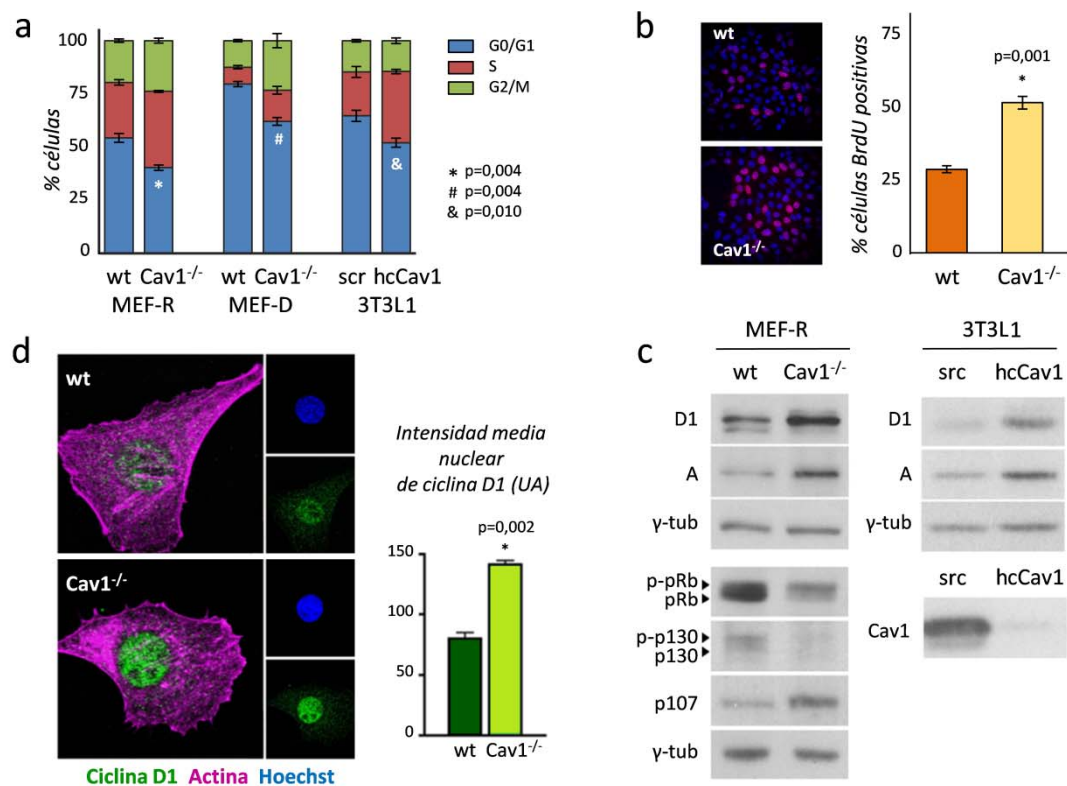 a
100
75
50
25
0
% células
G0/G1
S
G2/M
* p=0,004
# p=0,004
& p=0,010
*
#
&
wt Cav1-/- wt Cav1-/- scr hcCav1
MEF-R MEF-D 3T3L1
b
wt
Cav1-/-
% células BrdU positivas
75
50
25
0
p=0,001
*
wt Cav1-/-
d
wt
Cav1-/-
Ciclina D1 Actina Hoechst
Intensidad media
nuclear
de ciclina D1 (UA)
p=0,002
*
150
100
50
0
wt Cav1-/-
c
MEF-R
wt Cav1-/-
D1
A
γ-tub
p-pRb
pRb
p-p130
p130
p107
γ-tub
3T3L1
src hcCav1
D1
A
γ-tub
src hcCav1
Cav1